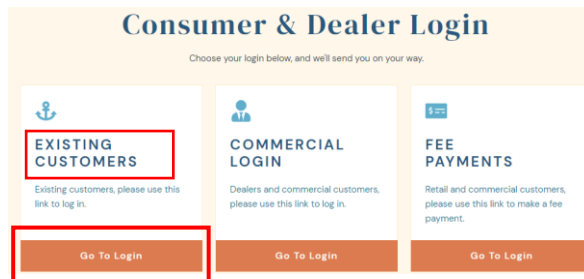 Consumer & Dealer Login
Choose your login below, and we'll send you on your way.
EXISTING
CUSTOMERS
Existing customers, please use this
link to log in.
Go To Login
COMMERCIAL
LOGIN
Dealers and commercial customers,
please use this link to log in.
Go To Login
$
FEE
PAYMENTS
Retail and commercial customers,
please use this link to make a fee
payment.
Go To Login